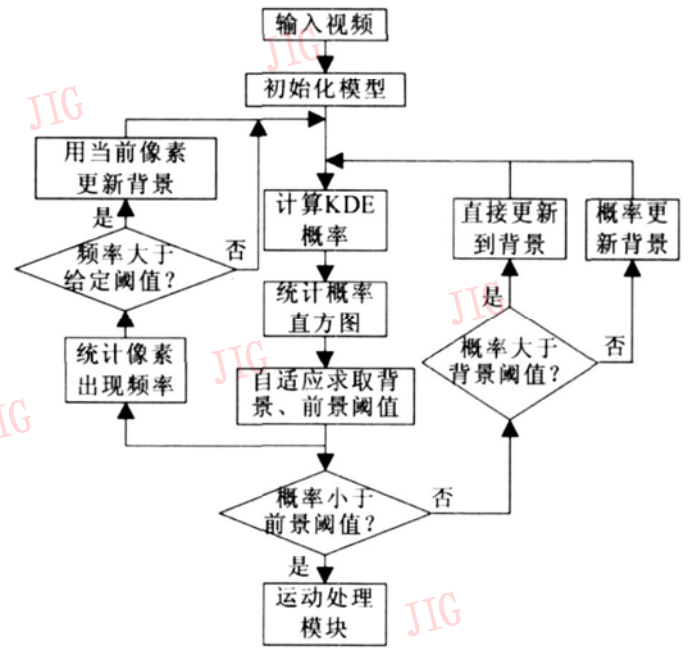 输入视频
JIG
初始化模型
JIG
用当前像素
更新背景
是
频率大于
给定阈值?
否
统计像素
出现频率
计算KDE
概率
统计概率
直方图
JIG
自适应求取背
景、前景阈值
直接更新
到背景
概率更
新背景
JIG
是
概率大于
背景阈值?
否
JIG
概率小于
前景阈值?
否
是
运动处理
模块
JIG